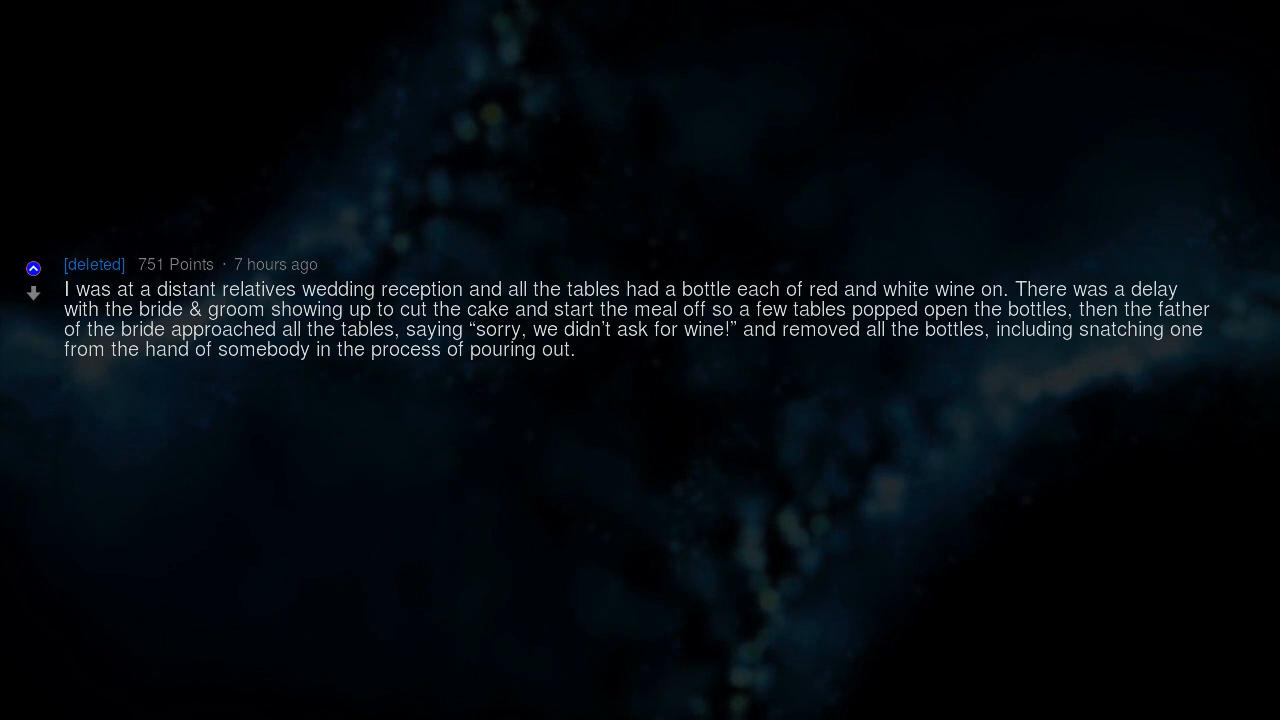 [deleted] 751 Points · 7 hours ago
I was at a distant relatives wedding reception and all the tables had a bottle each of red and white wine on. There was a delay
with the bride & groom showing up to cut the cake and start the meal off so a few tables popped open the bottles, then the father
of the bride approached all the tables, saying “sorry, we didn’t ask for wine!” and removed all the bottles, including snatching one
from the hand of somebody in the process of pouring out.